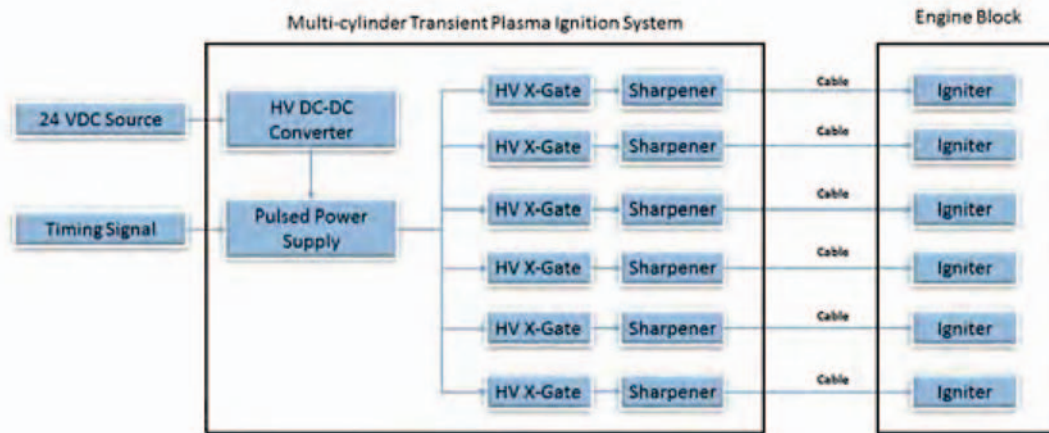 Multi-cylinder Transient Plasma Ignition System
Engine Block
24 VDC Source
HV DC-DC
Converter
Timing Signal
Pulsed Power
Supply
HV X-Gate Sharpener Cable Igniter
HV X-Gate Sharpener Cable Igniter
HV X-Gate Sharpener Cable Igniter
HV X-Gate Sharpener Cable Igniter
HV X-Gate Sharpener Cable Igniter
HV X-Gate Sharpener Cable Igniter